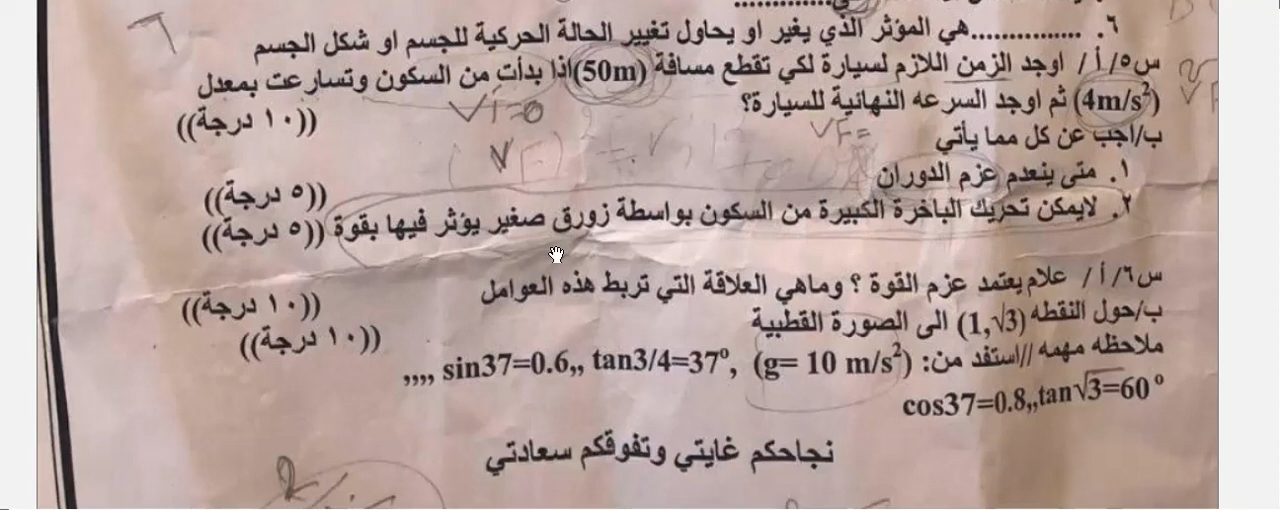 ٦. ...............هي المؤثر الذي يغير او يحاول تغيير الحالة الحركية للجسم او شكل الجسم
س٥/أ/ اوجد الزمن اللازم لسيارة لكي تقطع مسافة (50m)اذا بدأت من السكون وتسارعت بمعدل
(4m/s²) ثم اوجد السرعه النهائية للسيارة؟ ((١٠ درجة))
Vi=0
VF=
ب/اجب عن كل مما يأتي
١. متى ينعدم عزم الدوران ((٥ درجة))
٢. لايمكن تحريك الباخرة الكبيرة من السكون بواسطة زورق صغير يؤثر فيها بقوة ((٥ درجة))
س٦/أ/ علام يعتمد عزم القوة ؟ وماهي العلاقة التي تربط هذه العوامل ((١٠ درجة))
ب/حول النقطه (1,√3) الى الصورة القطبية ((١٠ درجة))
ملاحظه مهمه //استفد من: (g= 10 m/s²) ,tan3/4=37º ,,sin37=0.6 ,,,,
cos37=0.8,,tan√3=60º
نجاحكم غايتي وتفوقكم سعادتي